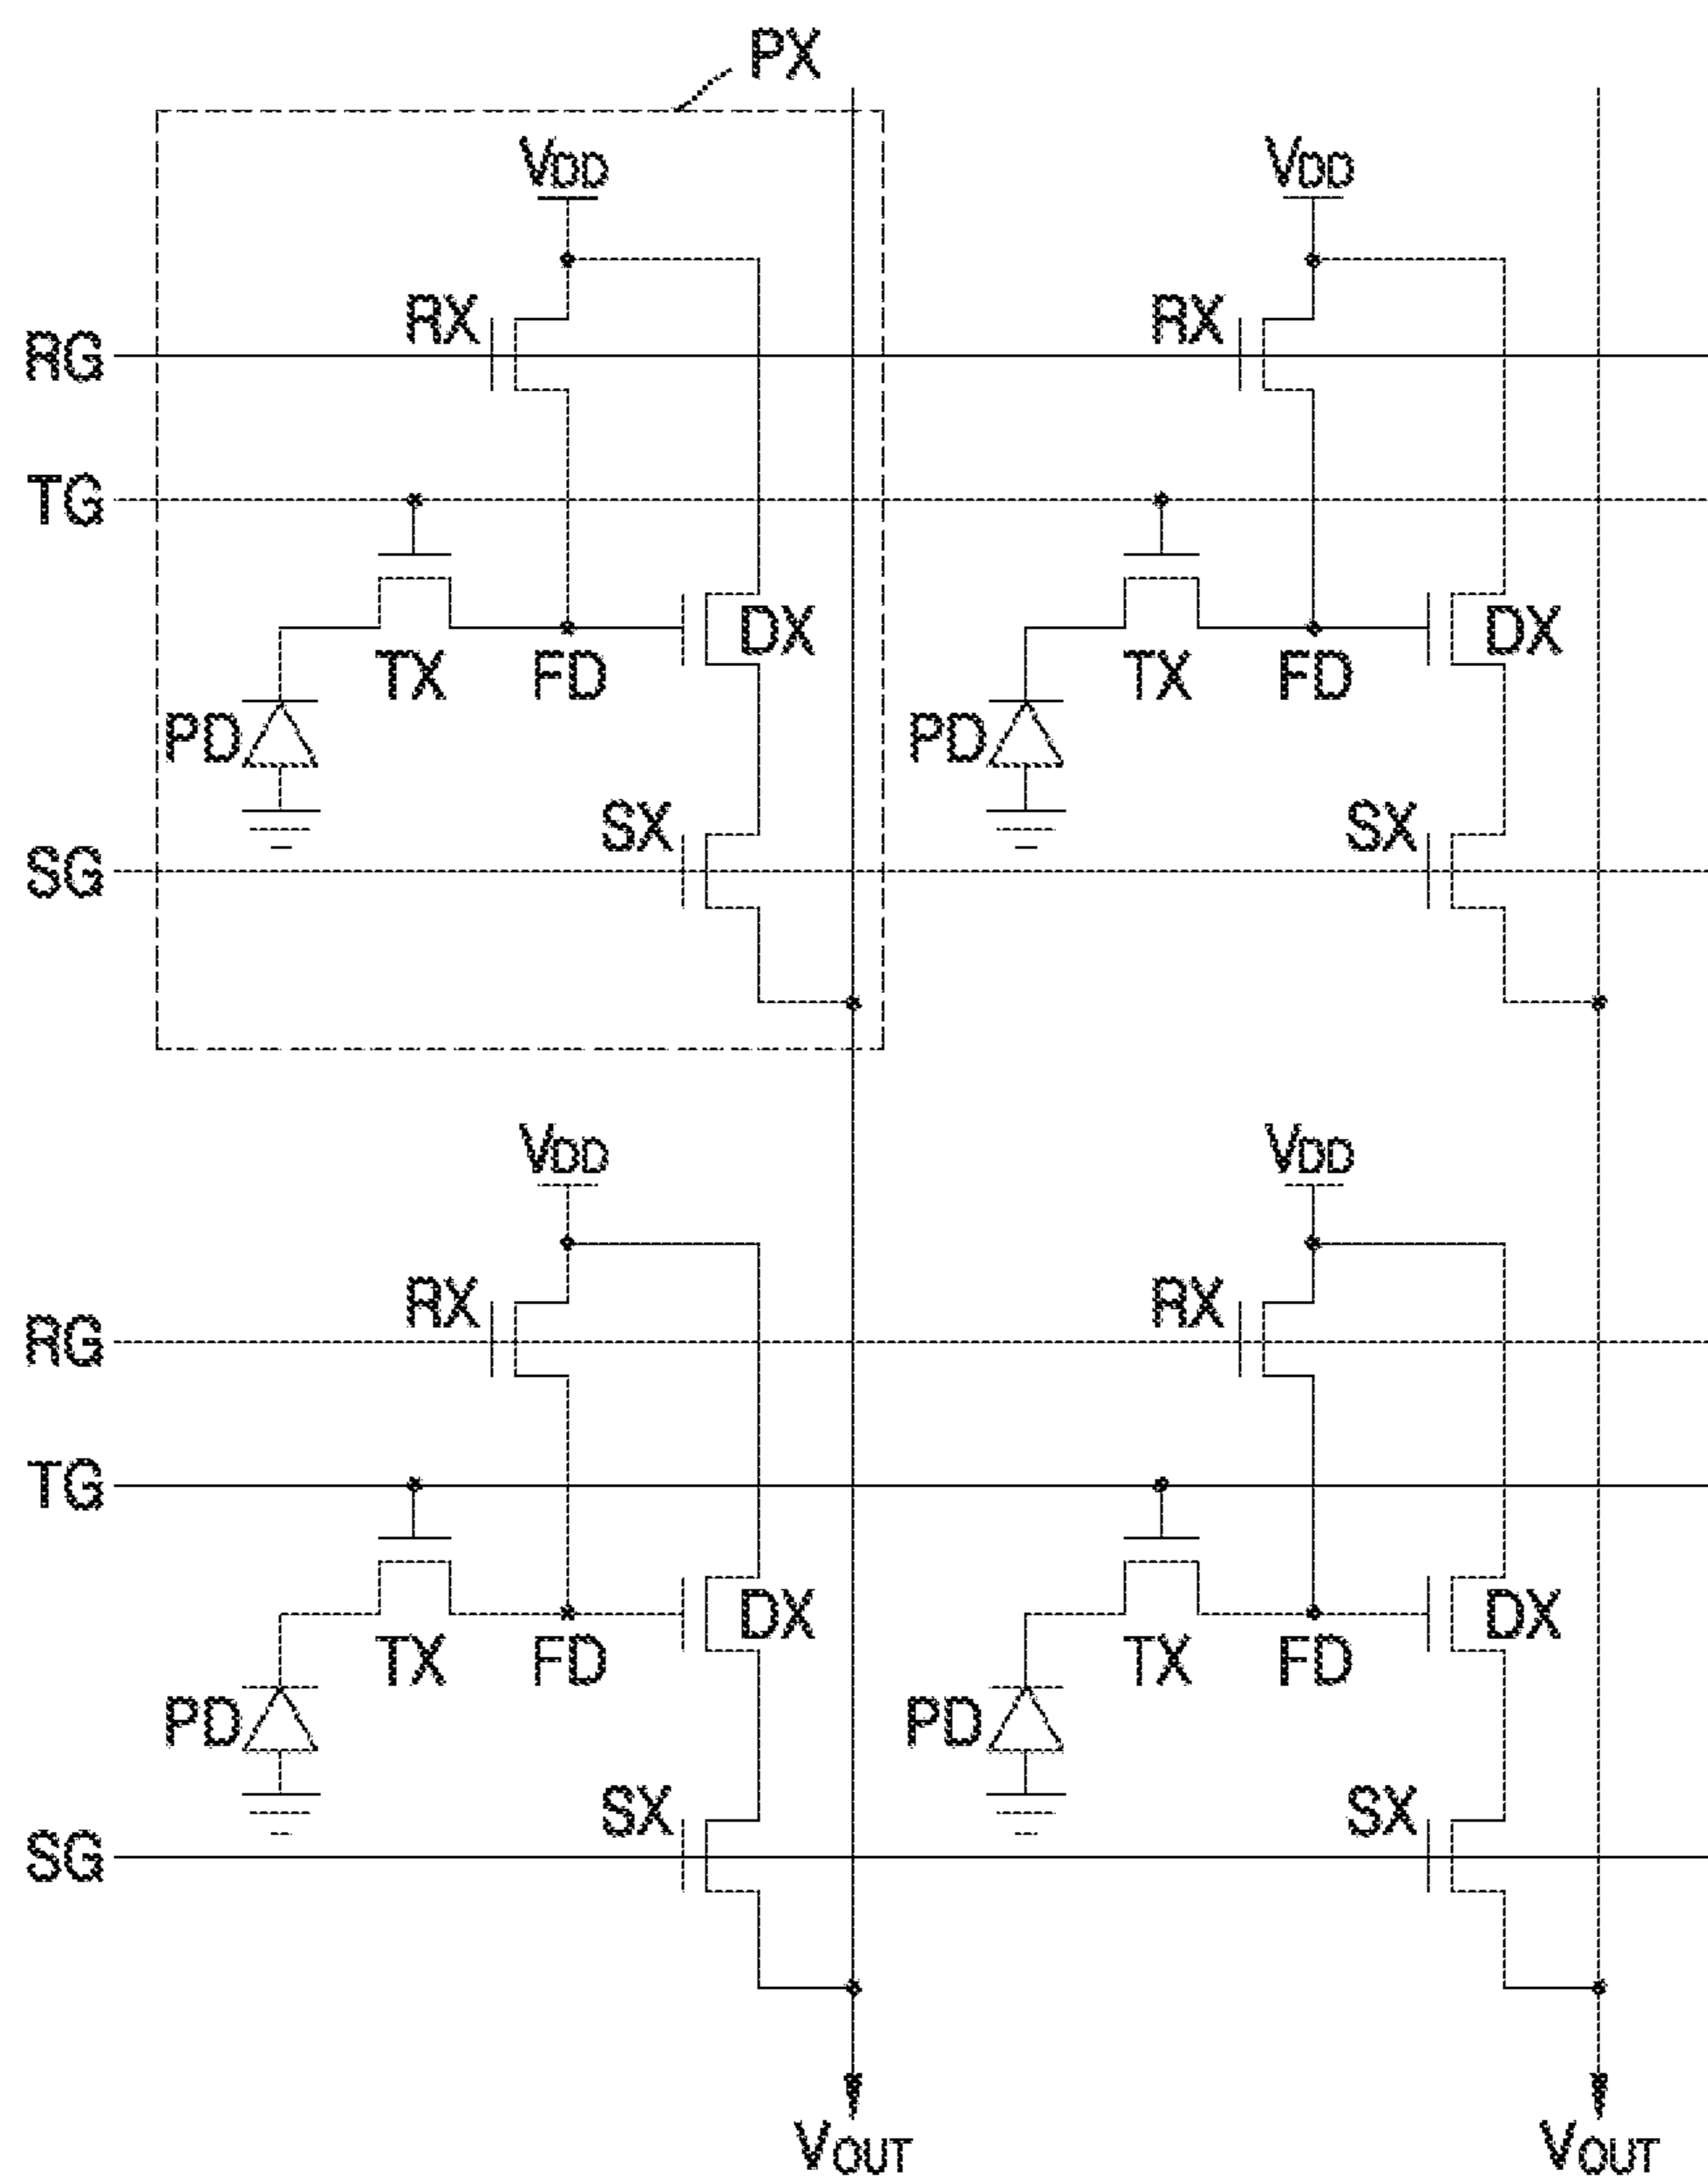 PX
VDD VDD
RX RX
RG
TG
DX DX
TX FD TX FD
PD PD
SX SX
SG
VDD VDD
RX RX
RG
TG
DX DX
TX FD TX FD
PD PD
SX SX
SG
VOUT VOUT